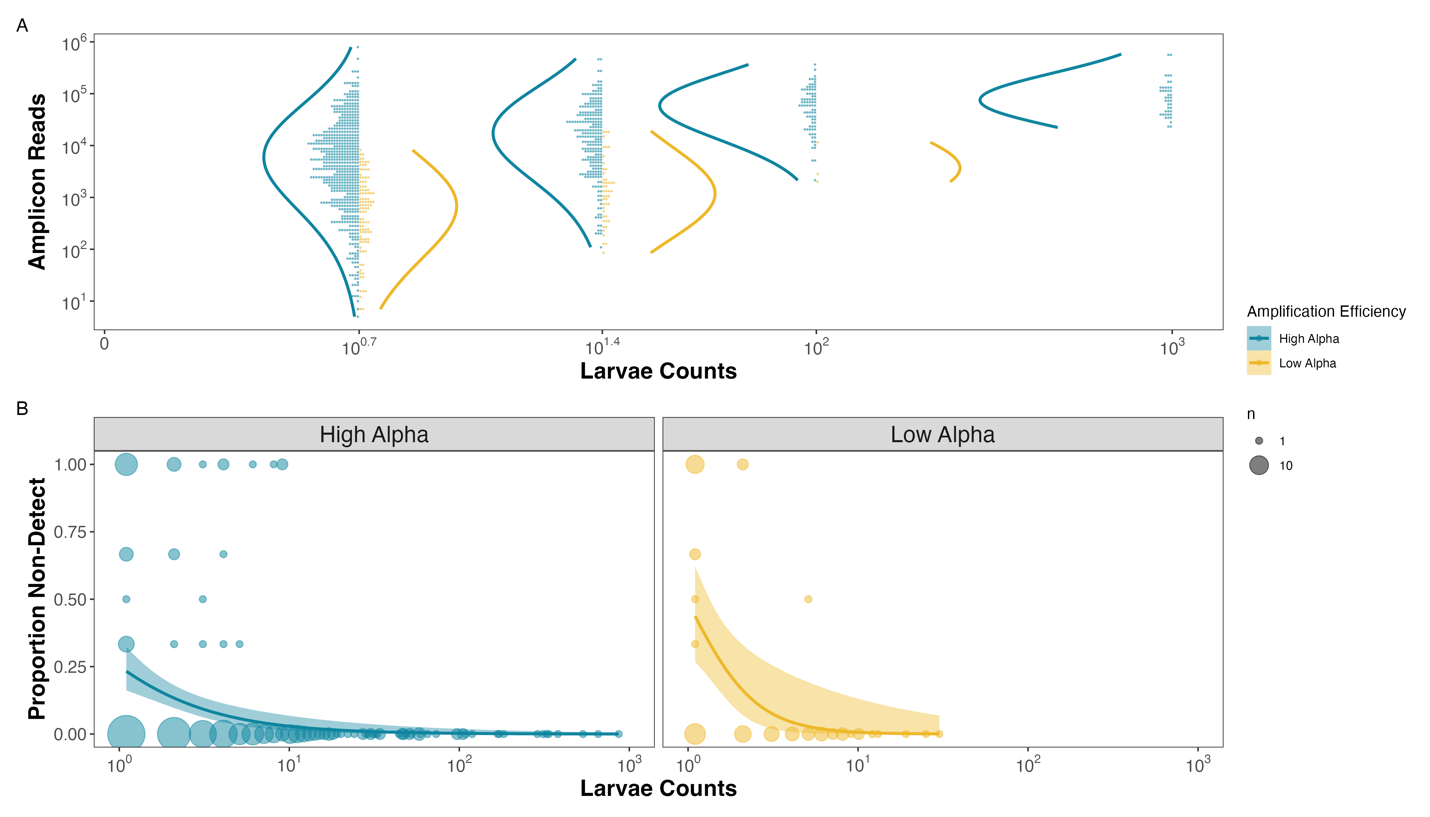 A
Amplicon Reads
10^6
10^5
10^4
10^3
10^2
10^1
0
10^0.7
10^1.4
10^2
10^3
Larvae Counts
Amplification Efficiency
High Alpha
Low Alpha
n
1
10
B
High Alpha
Low Alpha
Proportion Non-Detect
1.00
0.75
0.50
0.25
0.00
10^0
10^1
10^2
10^3
10^0
10^1
10^2
10^3
Larvae Counts